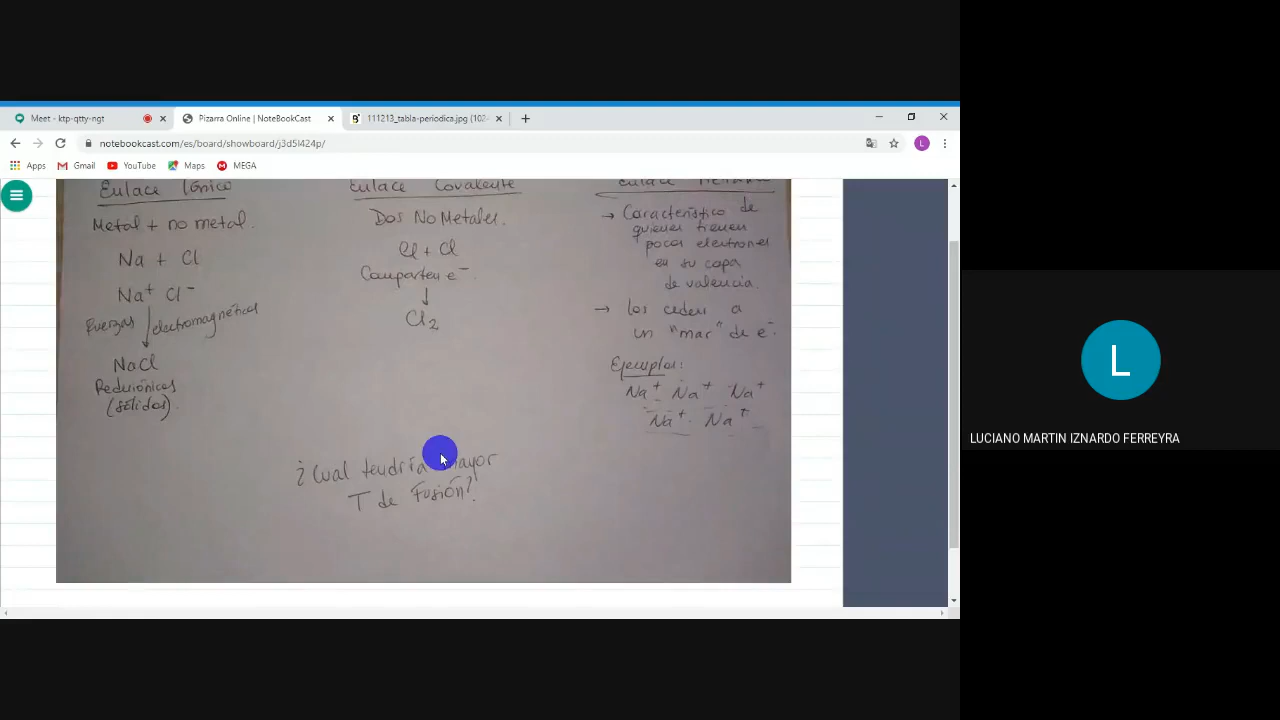 Meet - ktp-qtty-ngt
Pizarra Online | NoteBookCast
111213_tabla-periodica.jpg (102
notebookcast.com/es/board/showboard/j3d5l424p/
Apps
Gmail
YouTube
Maps
MEGA
L
Enlace Iónico
Metal + no metal.
Na + Cl
Na+ Cl-
Fuerzas electromagnéticas
NaCl
Redes iónicas
(sólidos).
Enlace Covalente
Dos No Metales.
Cl + Cl
Comparten e-.
Cl2
¿Cual tendría mayor
T de Fusión?
Enlace
→ Característico de
quienes tienen
pocos electrones
en su capa
de valencia.
→ Los ceden a
un "mar" de e-.
Ejemplos:
Na+ Na+ Na+
Na+ Na+
L
LUCIANO MARTIN IZNARDO FERREYRA